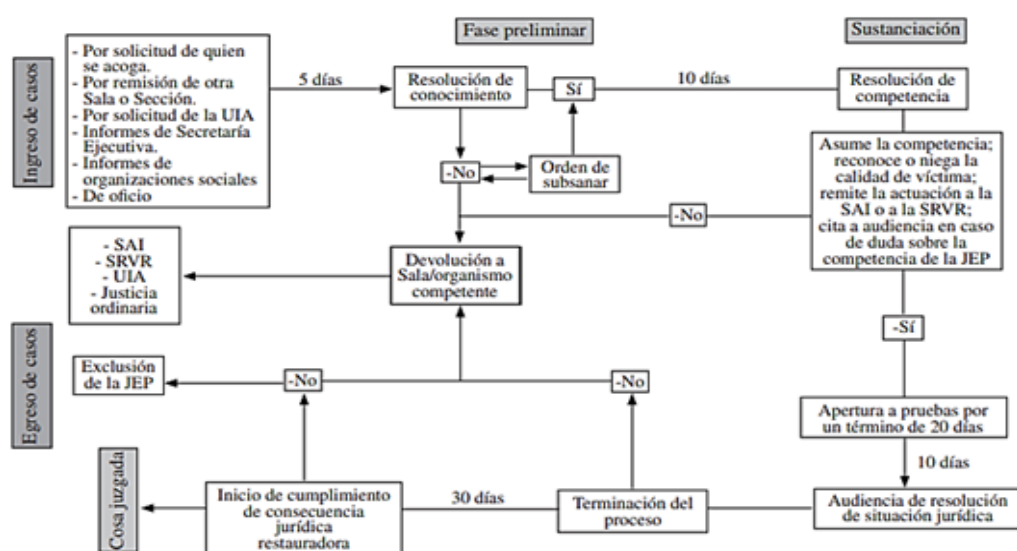 Fase preliminar
Sustanciación
Ingreso de casos
- Por solicitud de quien
se acoga.
- Por remisión de otra
Sala o Sección.
- Por solicitud de la UIA
- Informes de Secretaría
Ejecutiva.
- Informes de
organizaciones sociales
- De oficio
5 días
Resolución de
conocimiento
Sí
10 días
Resolución de
competencia
-No
Orden de
subsanar
Asume la competencia;
reconoce o niega la
calidad de víctima;
remite la actuación a la
SAI o a la SRVR;
cita a audiencia en caso
de duda sobre la
competencia de la JEP
-No
- SAI
- SRVR
- UIA
- Justicia
ordinaria
Devolución a
Sala/organismo
competente
-Sí
Egreso de casos
Exclusión
de la JEP
-No
-No
Apertura a pruebas por
un término de 20 días
10 días
Cosa juzgada
Inicio de cumplimiento
de consecuencia
jurídica
restauradora
30 días
Terminación del
proceso
Audiencia de resolución
de situación jurídica